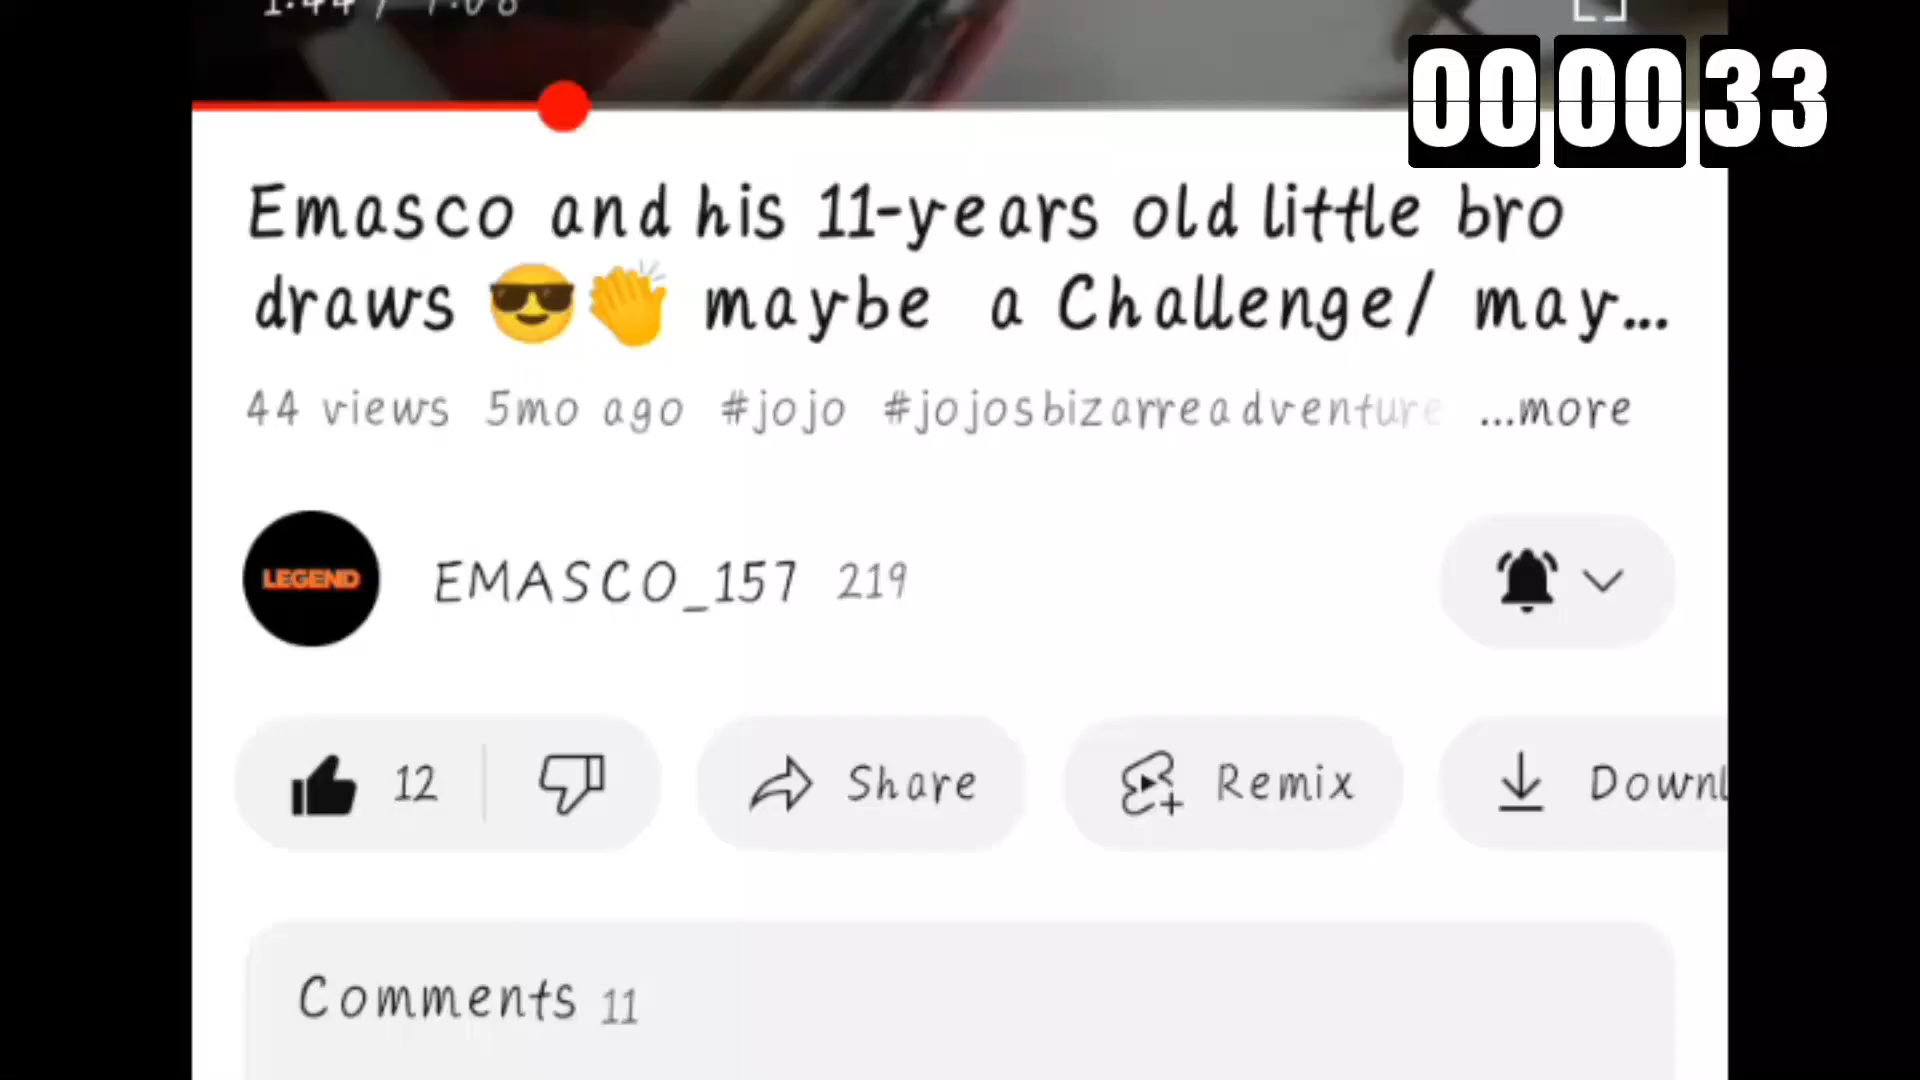 00 00 33
Emasco and his 11-years old little bro
draws 😎👏 maybe a Challenge/ may...
44 views 5mo ago #jojo #jojosbizarreadventure ...more
LEGEND
EMASCO_157 219
12 Share Remix Downl
Comments 11